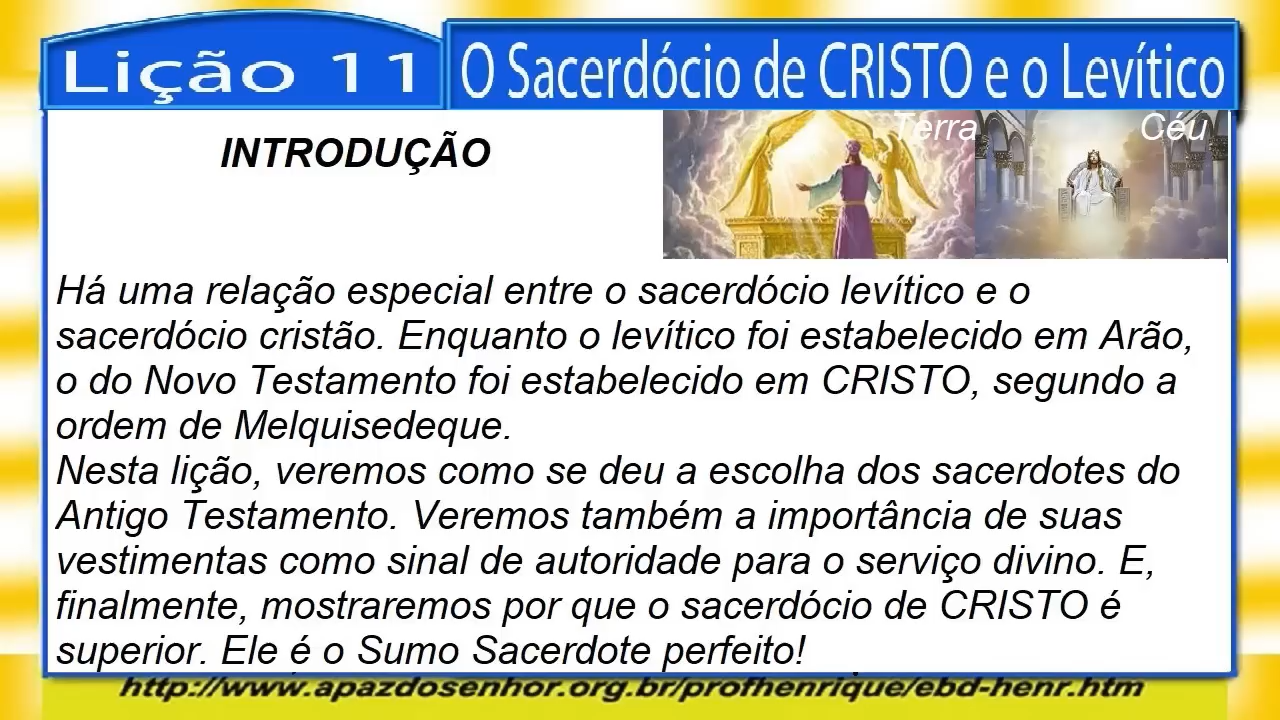 Lição 11
O Sacerdócio de CRISTO e o Levítico
Terra
Céu
INTRODUÇÃO
Há uma relação especial entre o sacerdócio levítico e o
sacerdócio cristão. Enquanto o levítico foi estabelecido em Arão,
o do Novo Testamento foi estabelecido em CRISTO, segundo a
ordem de Melquisedeque.
Nesta lição, veremos como se deu a escolha dos sacerdotes do
Antigo Testamento. Veremos também a importância de suas
vestimentas como sinal de autoridade para o serviço divino. E,
finalmente, mostraremos por que o sacerdócio de CRISTO é
superior. Ele é o Sumo Sacerdote perfeito!
http://www.apazdosenhor.org.br/profhenrique/ebd-henr.htm